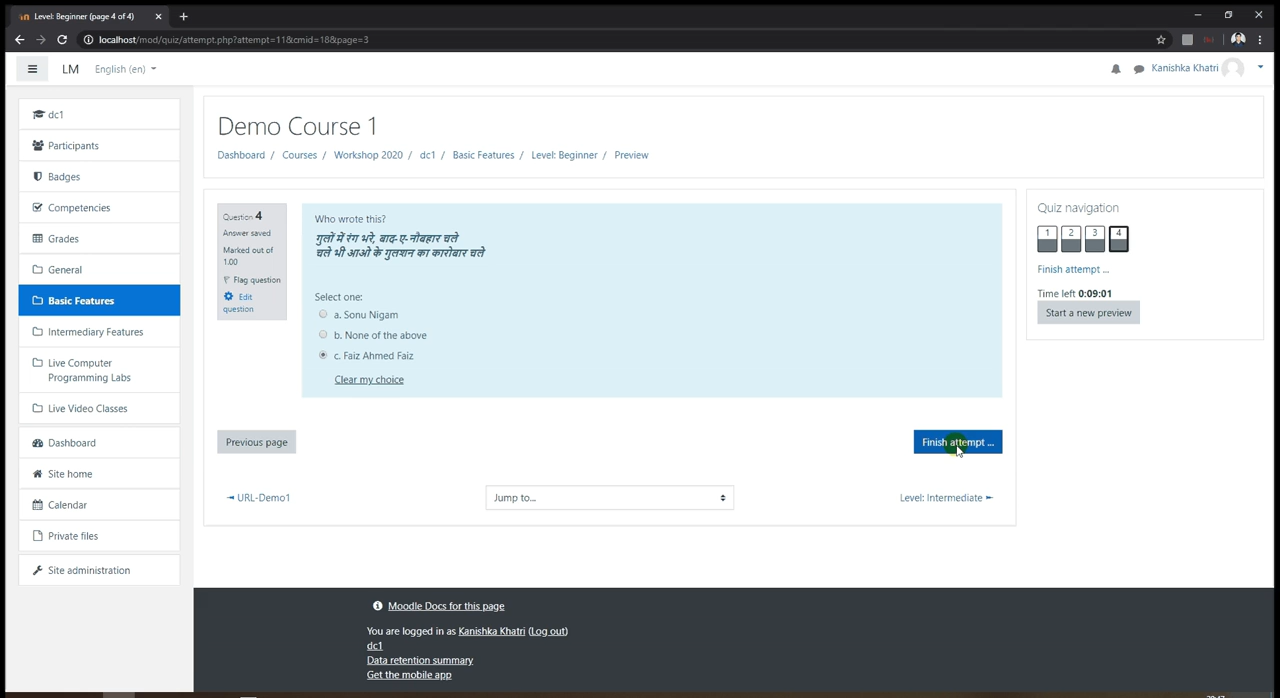 Level: Beginner (page 4 of 4)
localhost/mod/quiz/attempt.php?attempt=11&cmid=18&page=3
LM
English (en)
Kanishka Khatri
dc1
Participants
Badges
Competencies
Grades
General
Basic Features
Intermediary Features
Live Computer
Programming Labs
Live Video Classes
Dashboard
Site home
Calendar
Private files
Site administration
Demo Course 1
Dashboard / Courses / Workshop 2020 / dc1 / Basic Features / Level: Beginner / Preview
Question 4
Answer saved
Marked out of
1.00
Flag question
Edit
question
Who wrote this?
गुलों में रंग भरे, बाद-ए-नोबहार चले
चले भी आओ के गुलशन का कारोबार चले
Select one:
a. Sonu Nigam
b. None of the above
c. Faiz Ahmed Faiz
Clear my choice
Previous page
Finish attempt ...
◄ URL-Demo1
Jump to...
Level: Intermediate ►
Quiz navigation
1 2 3 4
Finish attempt ...
Time left 0:09:01
Start a new preview
Moodle Docs for this page
You are logged in as Kanishka Khatri (Log out)
dc1
Data retention summary
Get the mobile app